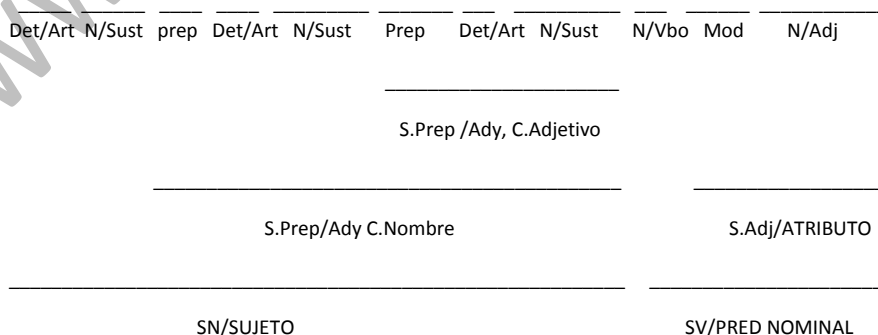 Det/Art N/Sust prep Det/Art N/Sust Prep Det/Art N/Sust N/Vbo Mod N/Adj
S.Prep /Ady, C.Adjetivo
S.Prep/Ady C.Nombre S.Adj/ATRIBUTO
SN/SUJETO SV/PRED NOMINAL